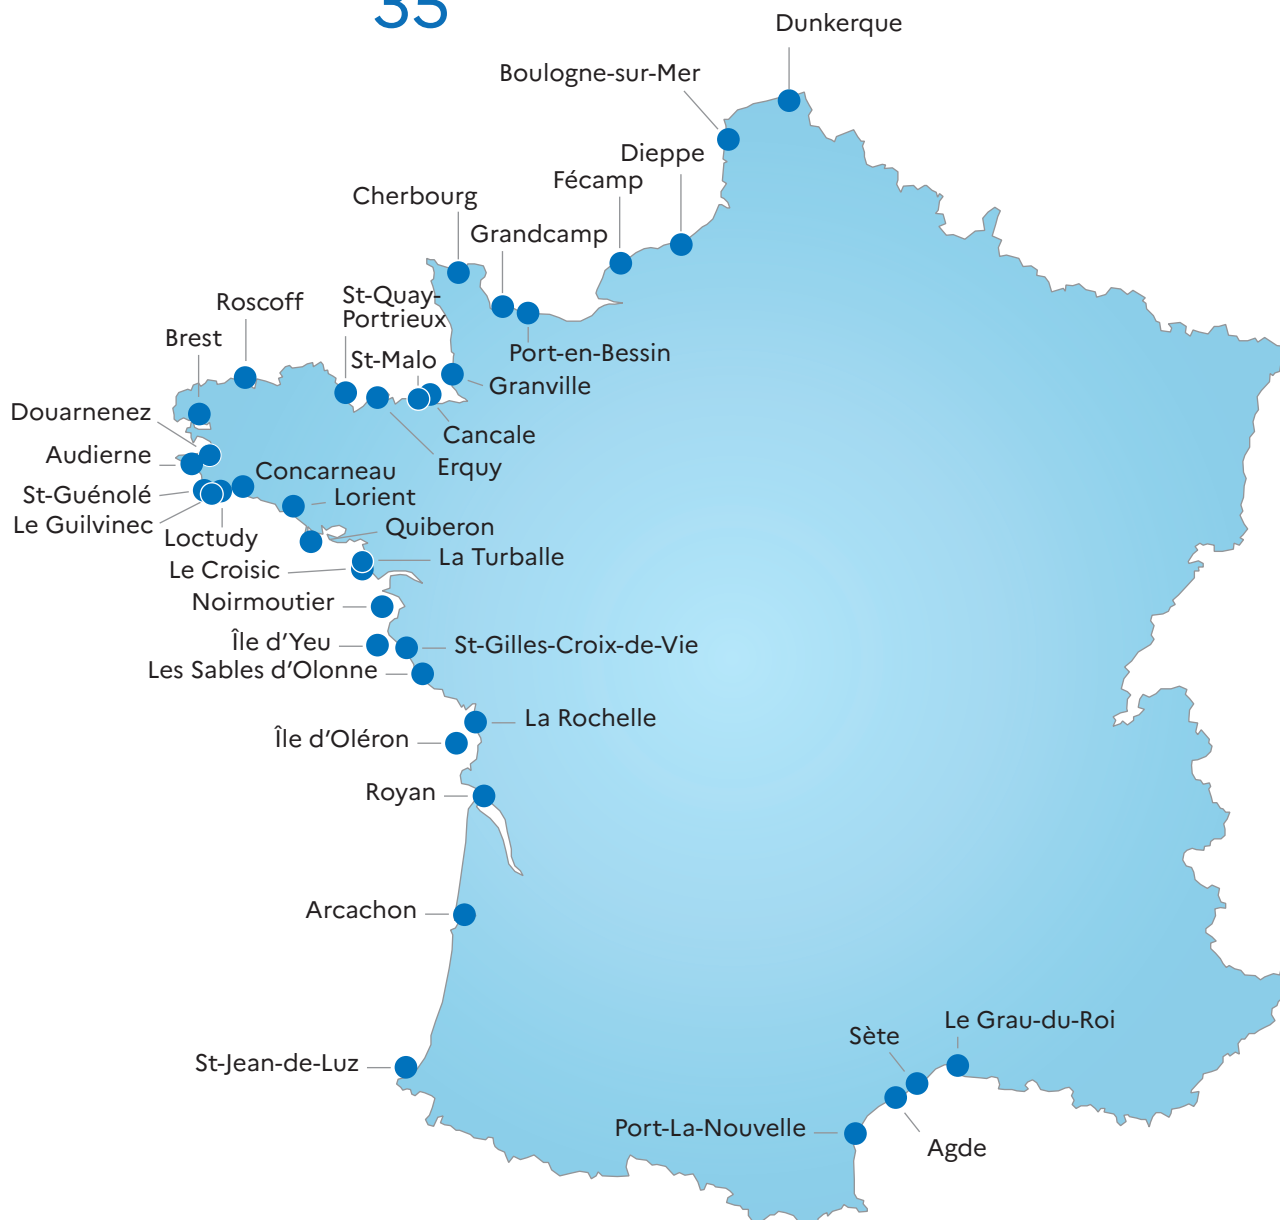 35
Dunkerque
Boulogne-sur-Mer
Dieppe
Fécamp
Cherbourg
Grandcamp
St-Quay-
Portrieux
Roscoff
Brest
St-Malo
Port-en-Bessin
Granville
Douarnenez
Cancale
Audierne
Erquy
Concarneau
St-Guénolé
Lorient
Le Guilvinec
Quiberon
Loctudy
La Turballe
Le Croisic
Noirmoutier
Île d'Yeu
St-Gilles-Croix-de-Vie
Les Sables d'Olonne
La Rochelle
Île d'Oléron
Royan
Arcachon
Le Grau-du-Roi
Sète
St-Jean-de-Luz
Port-La-Nouvelle
Agde